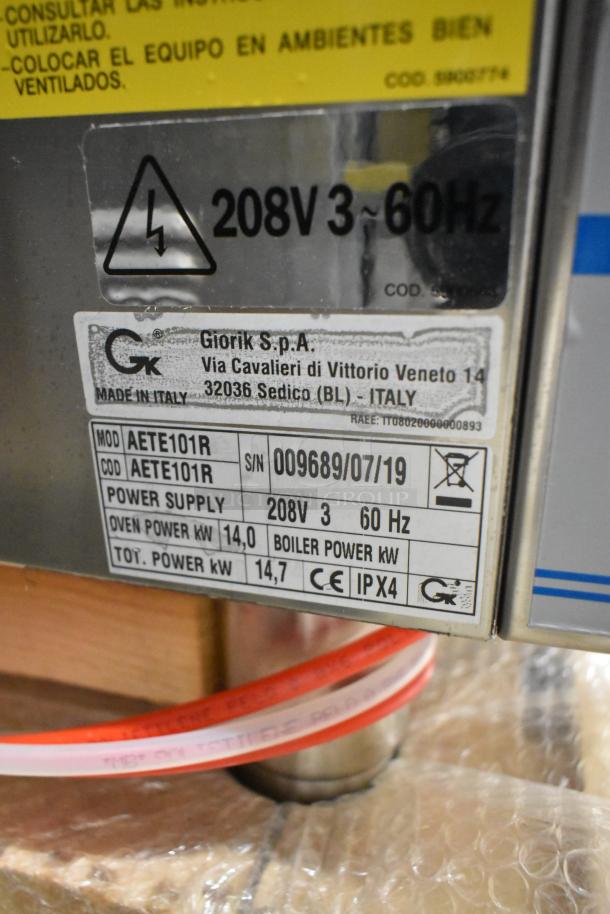 -CONSULTAR LAS
UTILIZARLO.
-COLOCAR EL EQUIPO EN AMBIENTES BIEN
VENTILADOS.
COD. 5900774
208V 3~60Hz
COD.
GK®
Giorik S.p.A.
Via Cavalieri di Vittorio Veneto 14
MADE IN ITALY 32036 Sedico (BL) - ITALY
RAEE: IT08020000000893
MOD AETE101R
COD AETE101R
S/N 009689/07/19
POWER SUPPLY 208V 3 60 Hz
OVEN POWER kW 14,0 BOILER POWER kW
TOT. POWER kW 14,7 CE IPX4 GK